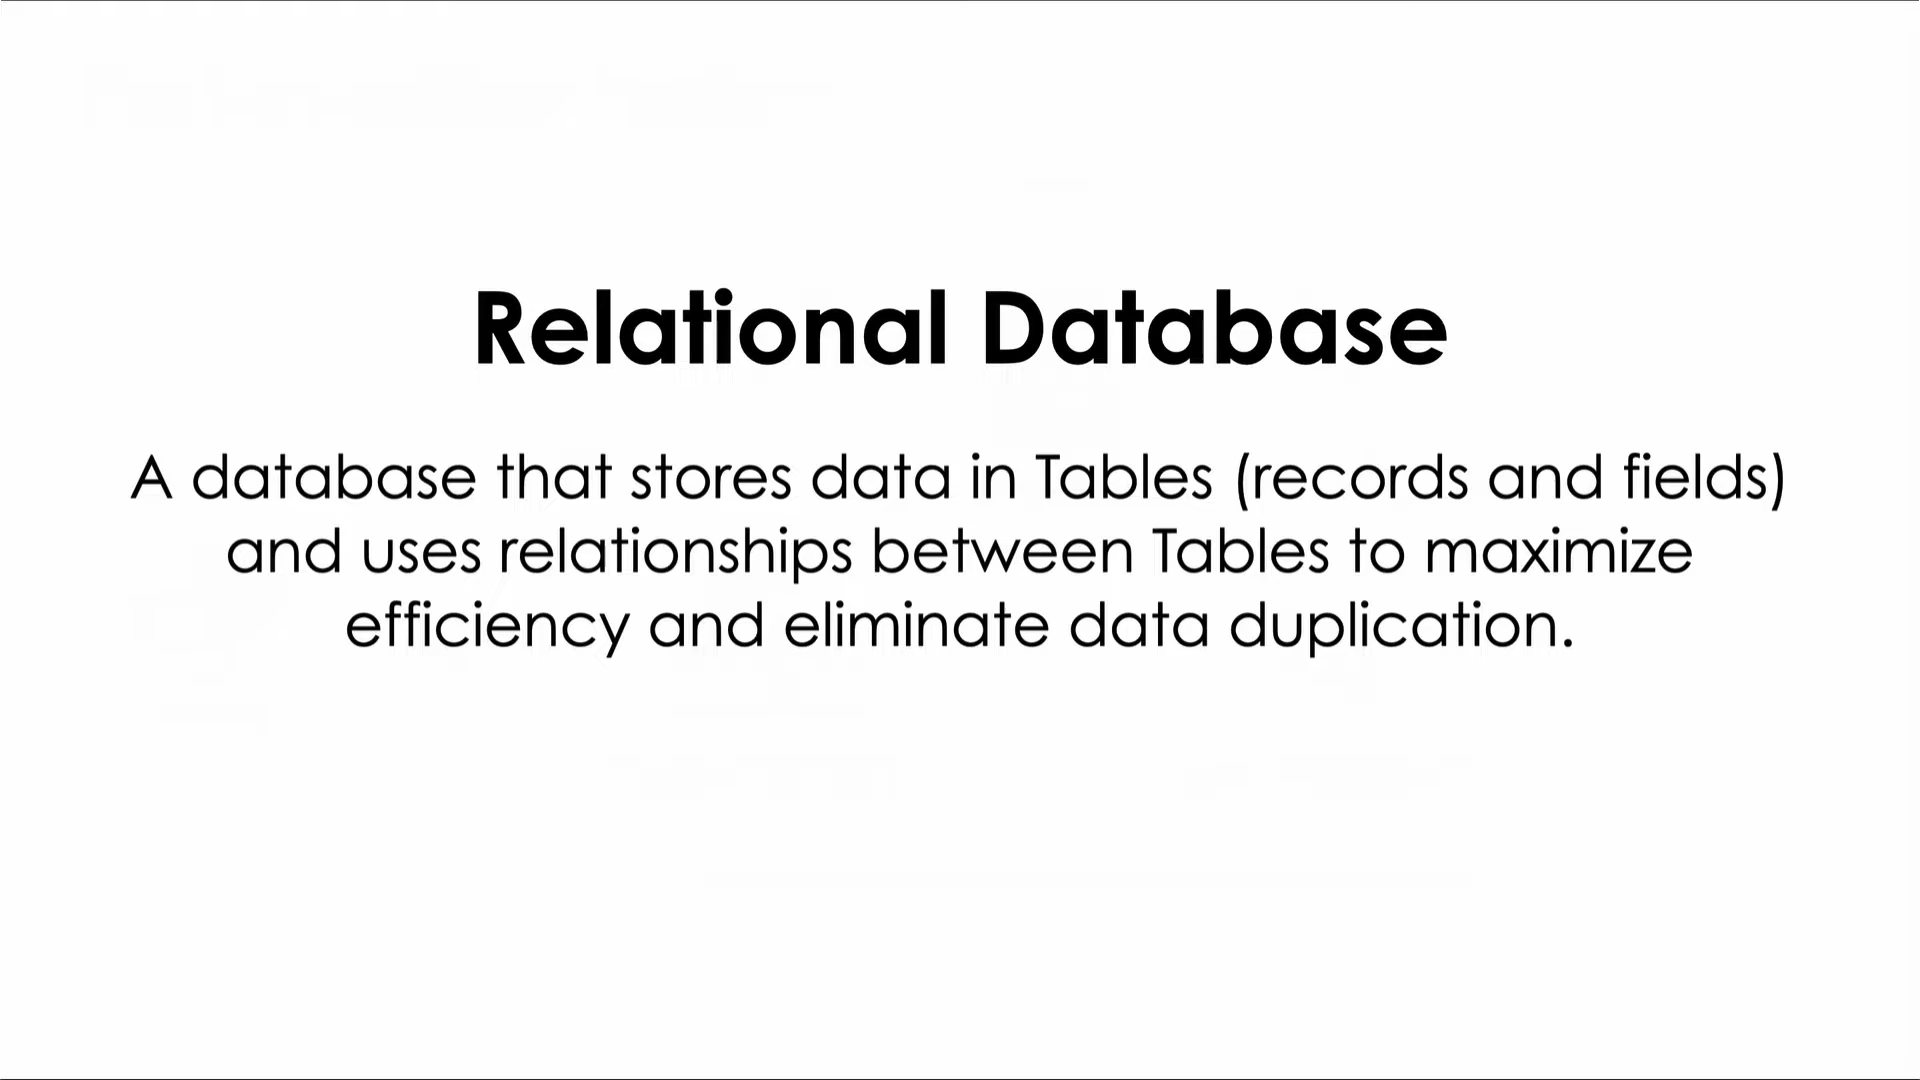 Relational Database
A database that stores data in Tables (records and fields)
and uses relationships between Tables to maximize
efficiency and eliminate data duplication.